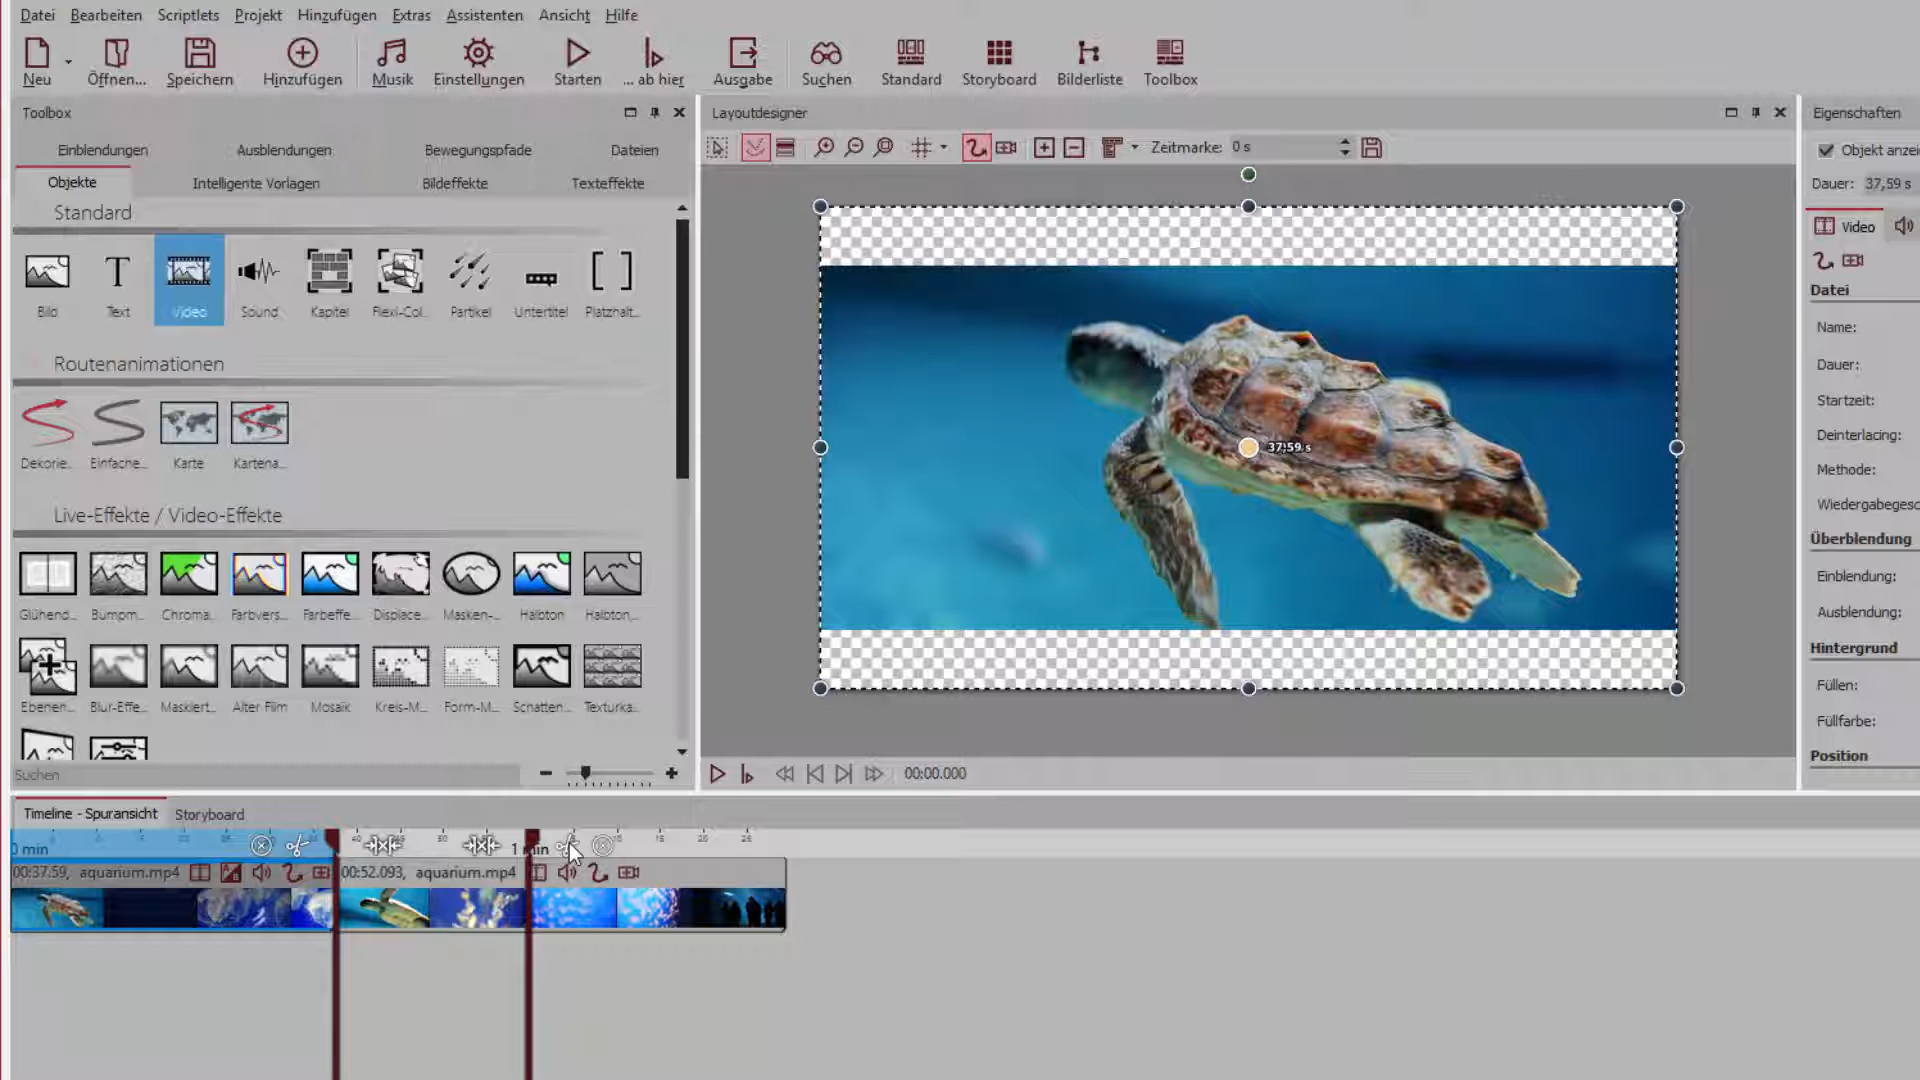 Datei Bearbeiten Scriptlets Projekt Hinzufügen Extras Assistenten Ansicht Hilfe
Neu Öffnen... Speichern Hinzufügen Musik Einstellungen Starten ... ab hier Ausgabe Suchen Standard Storyboard Bilderliste Toolbox
Toolbox
Einblendungen Ausblendungen Bewegungspfade Dateien
Objekte Intelligente Vorlagen Bildeffekte Texteffekte
Standard
Bild Text Video Sound Kapitel Flexi-Col... Partikel Untertitel Platzhalt...
Routenanimationen
Dekorie... Einfache... Karte Kartena...
Live-Effekte / Video-Effekte
Glühend... Bumpm... Chroma... Farbvers... Farbeffe... Displace... Masken-... Halbton Halbton,...
Ebenen... Blur-Effe... Maskiert... Alter Film Mosaik Kreis-M... Form-M... Schatten... Texturka...
Suchen
Layoutdesigner
Zeitmarke: 0 s
37,59 s
00:00.000
Eigenschaften
Objekt anzei
Dauer: 37,59 s
Video
Datei
Name:
Dauer:
Startzeit:
Deinterlacing:
Methode:
Wiedergabegesc
Überblendung
Einblendung:
Ausblendung:
Hintergrund
Füllen:
Füllfarbe:
Position
Timeline - Spuransicht Storyboard
0 min 1 min
00:37.59, aquarium.mp4 00:52.093, aquarium.mp4